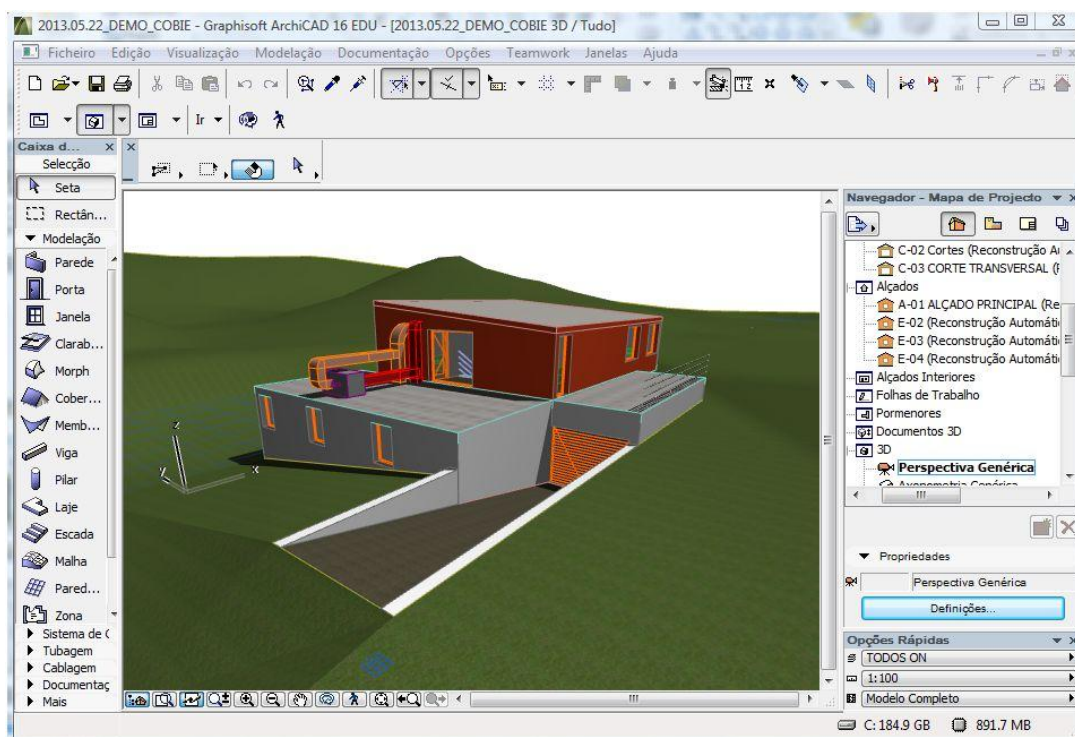 2013.05.22_DEMO_COBIE - Graphisoft ArchiCAD 16 EDU - [2013.05.22_DEMO_COBIE 3D / Tudo]
Ficheiro Edição Visualização Modelação Documentação Opções Teamwork Janelas Ajuda
Ir
Caixa d...
Selecção
Seta
Rectân...
Modelação
Parede
Porta
Janela
Clarab...
Morph
Cober...
Memb...
Viga
Pilar
Laje
Escada
Malha
Pared...
Zona
Sistema de C
Tubagem
Cablagem
Documentaç
Mais
z
y
x
Navegador - Mapa de Projecto
C-02 Cortes (Reconstrução A
C-03 CORTE TRANSVERSAL (
Alçados
A-01 ALÇADO PRINCIPAL (Re
E-02 (Reconstrução Automáti
E-03 (Reconstrução Automáti
E-04 (Reconstrução Automáti
Alçados Interiores
Folhas de Trabalho
Pormenores
Documentos 3D
3D
Perspectiva Genérica
Axonometria Genérica
Propriedades
Perspectiva Genérica
Definições...
Opções Rápidas
TODOS ON
1:100
Modelo Completo
C: 184.9 GB 891.7 MB